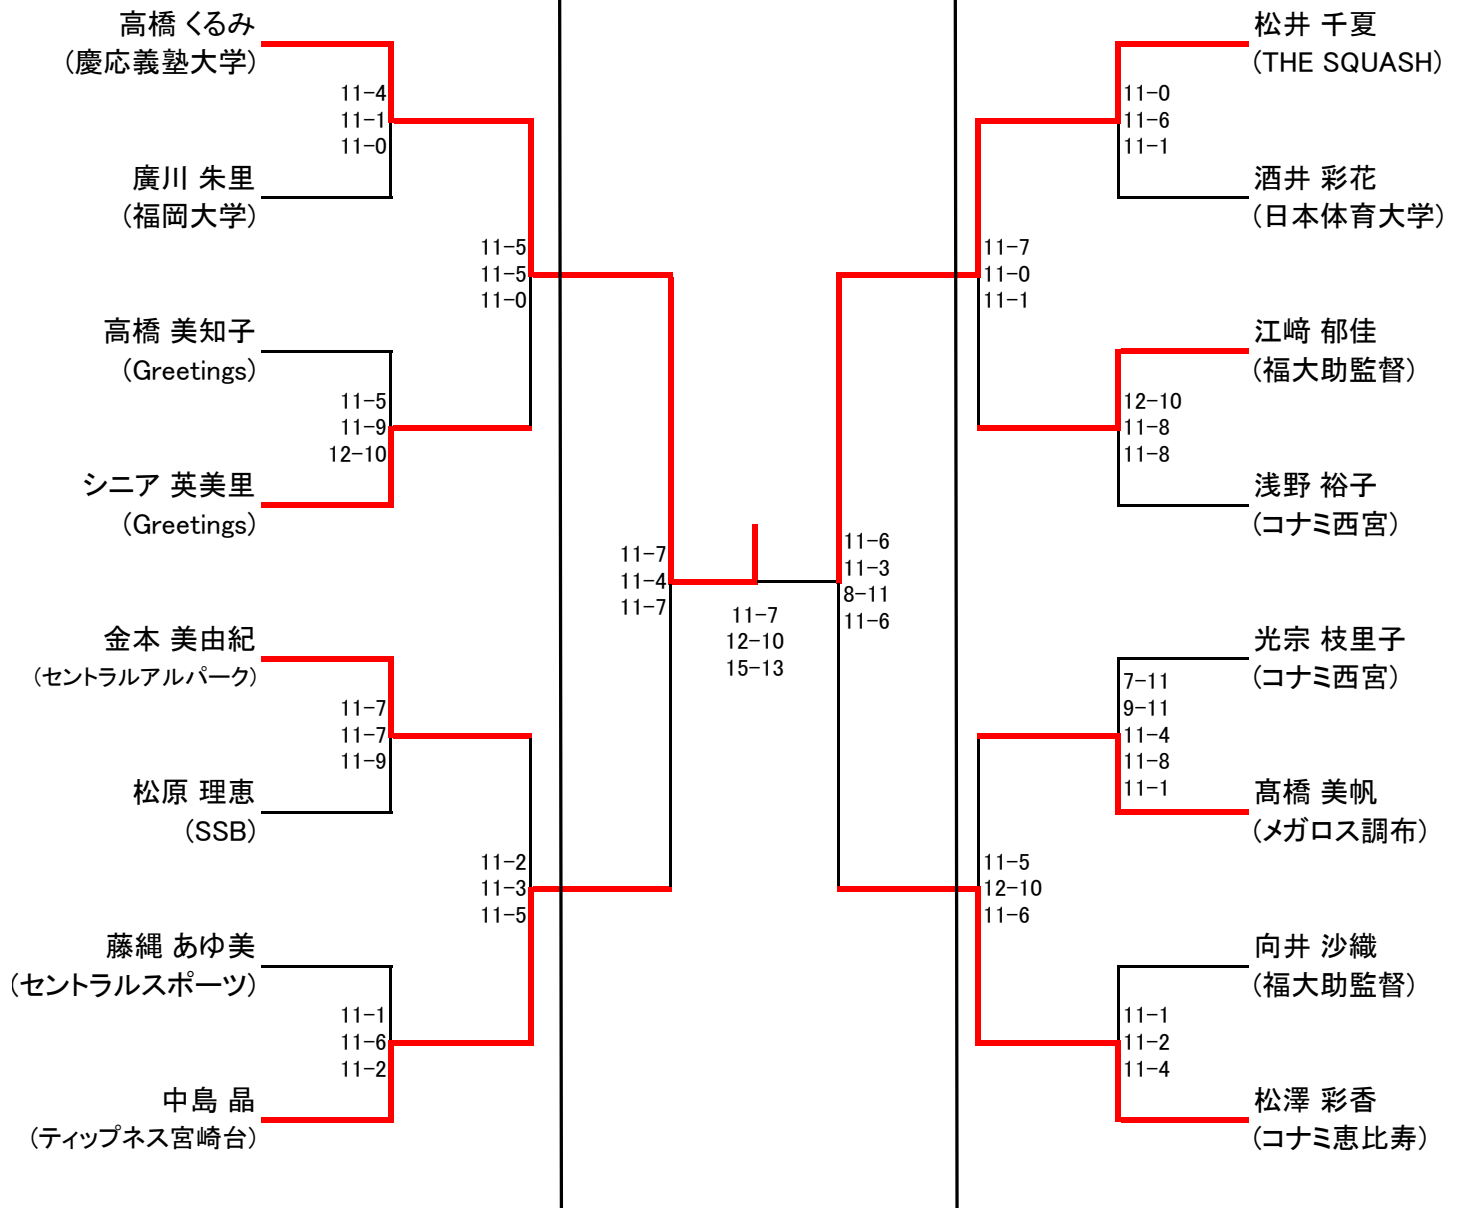 高橋 くるみ
(慶応義塾大学)
11-4
11-1
11-0
廣川 朱里
(福岡大学)
11-5
11-5
11-0
高橋 美知子
(Greetings)
11-5
11-9
12-10
シニア 英美里
(Greetings)
11-7
11-4
11-7
金本 美由紀
(セントラルアルパーク)
11-7
11-7
11-9
松原 理恵
(SSB)
11-2
11-3
11-5
藤縄 あゆ美
(セントラルスポーツ)
11-1
11-6
11-2
中島 晶
(ティップネス宮崎台)
11-7
12-10
15-13
松井 千夏
(THE SQUASH)
11-0
11-6
11-1
酒井 彩花
(日本体育大学)
11-7
11-0
11-1
江﨑 郁佳
(福大助監督)
12-10
11-8
11-8
浅野 裕子
(コナミ西宮)
11-6
11-3
8-11
11-6
光宗 枝里子
(コナミ西宮)
7-11
9-11
11-4
11-8
11-1
髙橋 美帆
(メガロス調布)
11-5
12-10
11-6
向井 沙織
(福大助監督)
11-1
11-2
11-4
松澤 彩香
(コナミ恵比寿)